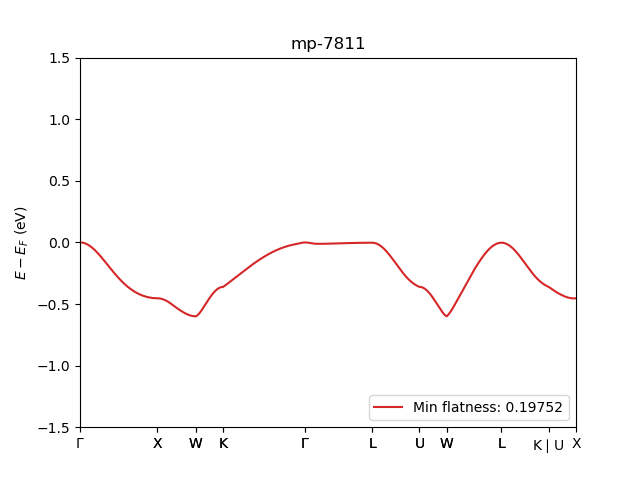 mp-7811
1.5
1.0
0.5
0.0
−0.5
−1.0
−1.5
E − E_F (eV)
Min flatness: 0.19752
Γ X W K Γ L U W L K | U X